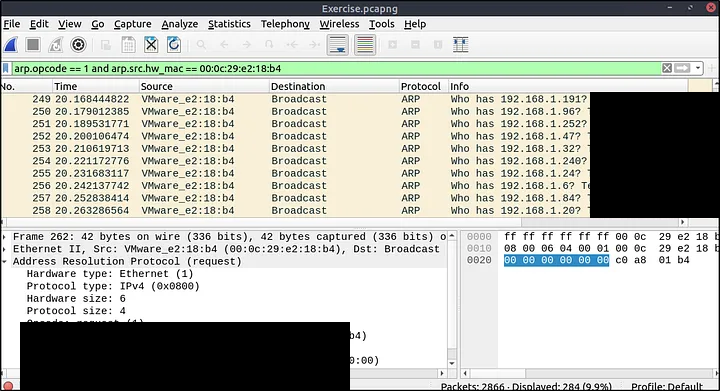 Exercise.pcapng
File Edit View Go Capture Analyze Statistics Telephony Wireless Tools Help
arp.opcode == 1 and arp.src.hw_mac == 00:0c:29:e2:18:b4
No. Time Source Destination Protocol Info
249 20.168444822 VMware_e2:18:b4 Broadcast ARP Who has 192.168.1.191?
250 20.179012385 VMware_e2:18:b4 Broadcast ARP Who has 192.168.1.96?
251 20.189531771 VMware_e2:18:b4 Broadcast ARP Who has 192.168.1.252?
252 20.200106474 VMware_e2:18:b4 Broadcast ARP Who has 192.168.1.47?
253 20.210619713 VMware_e2:18:b4 Broadcast ARP Who has 192.168.1.32?
254 20.221172776 VMware_e2:18:b4 Broadcast ARP Who has 192.168.1.240?
255 20.231683117 VMware_e2:18:b4 Broadcast ARP Who has 192.168.1.24?
256 20.242137742 VMware_e2:18:b4 Broadcast ARP Who has 192.168.1.6? Te
257 20.252838414 VMware_e2:18:b4 Broadcast ARP Who has 192.168.1.84?
258 20.263286564 VMware_e2:18:b4 Broadcast ARP Who has 192.168.1.20?
Frame 262: 42 bytes on wire (336 bits), 42 bytes captured (336 bits) o
Ethernet II, Src: VMware_e2:18:b4 (00:0c:29:e2:18:b4), Dst: Broadcast
Address Resolution Protocol (request)
Hardware type: Ethernet (1)
Protocol type: IPv4 (0x0800)
Hardware size: 6
Protocol size: 4
b4)
0:00)
0000 ff ff ff ff ff ff 00 0c 29 e2 18 b
0010 08 00 06 04 00 01 00 0c 29 e2 18 b
0020 00 00 00 00 00 00 c0 a8 01 b4
Packets: 2866 · Displayed: 284 (9.9%) Profile: Default